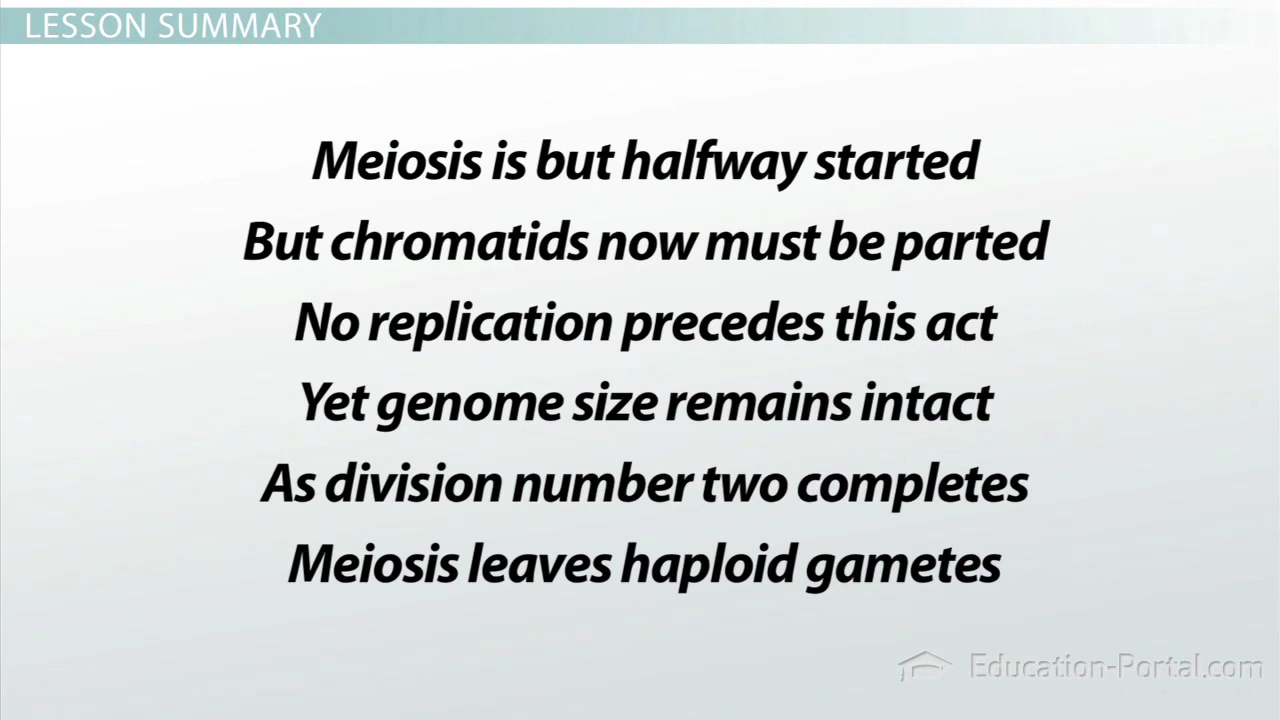 LESSON SUMMARY
Meiosis is but halfway started
But chromatids now must be parted
No replication precedes this act
Yet genome size remains intact
As division number two completes
Meiosis leaves haploid gametes
Education-Portal.com